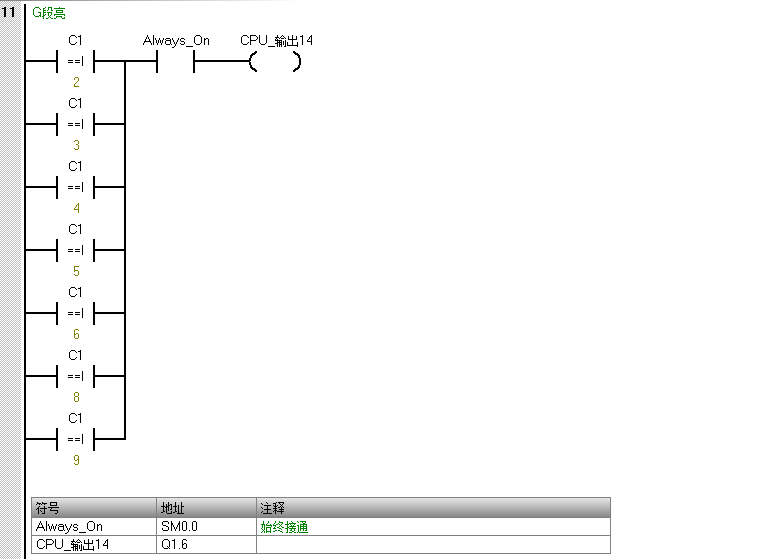 11 G段亮
C1 Always_On CPU_输出14
==I
2
C1
==I
3
C1
==I
4
C1
==I
5
C1
==I
6
C1
==I
8
C1
==I
9
符号 地址 注释
Always_On SM0.0 始终接通
CPU_输出14 Q1.6